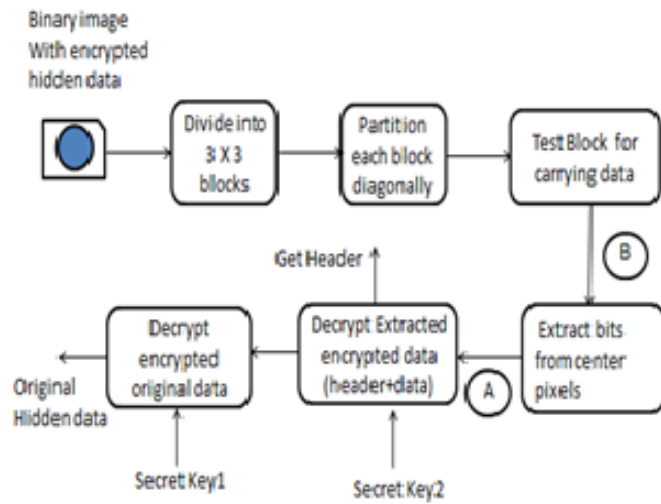 Binary image
With encrypted
hidden data
Divide into
3 X 3
blocks
Partition
each block
diagonally
Test Block for
carrying data
B
Get Header
Decrypt
encrypted
original data
Decrypt Extracted
encrypted data
(header+data)
Extract bits
from center
pixels
A
Original
Hidden data
Secret Key1
Secret Key2